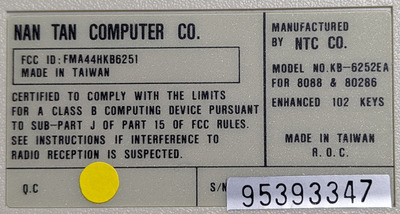 NAN TAN COMPUTER CO.
FCC ID: FMA44HKB6251
MADE IN TAIWAN
CERTIFIED TO COMPLY WITH THE LIMITS
FOR A CLASS B COMPUTING DEVICE PURSUANT
TO SUB-PART J OF PART 15 OF FCC RULES.
SEE INSTRUCTIONS IF INTERFERENCE TO
RADIO RECEPTION IS SUSPECTED.
MANUFACTURED
BY NTC CO.
MODEL NO.KB-6252EA
FOR 8088 & 80286
ENHANCED 102 KEYS
MADE IN TAIWAN
R.O.C.
Q.C
S/N
95393347